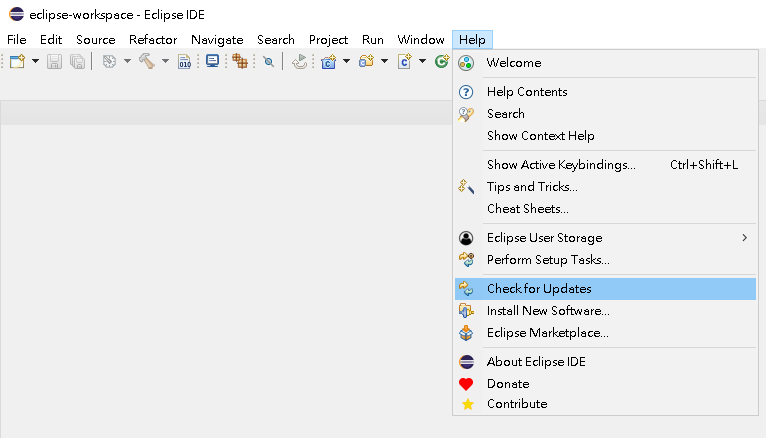 eclipse-workspace - Eclipse IDE
File Edit Source Refactor Navigate Search Project Run Window Help
010
Welcome
Help Contents
Search
Show Context Help
Show Active Keybindings... Ctrl+Shift+L
Tips and Tricks...
Cheat Sheets...
Eclipse User Storage
Perform Setup Tasks...
Check for Updates
Install New Software...
Eclipse Marketplace...
About Eclipse IDE
Donate
Contribute